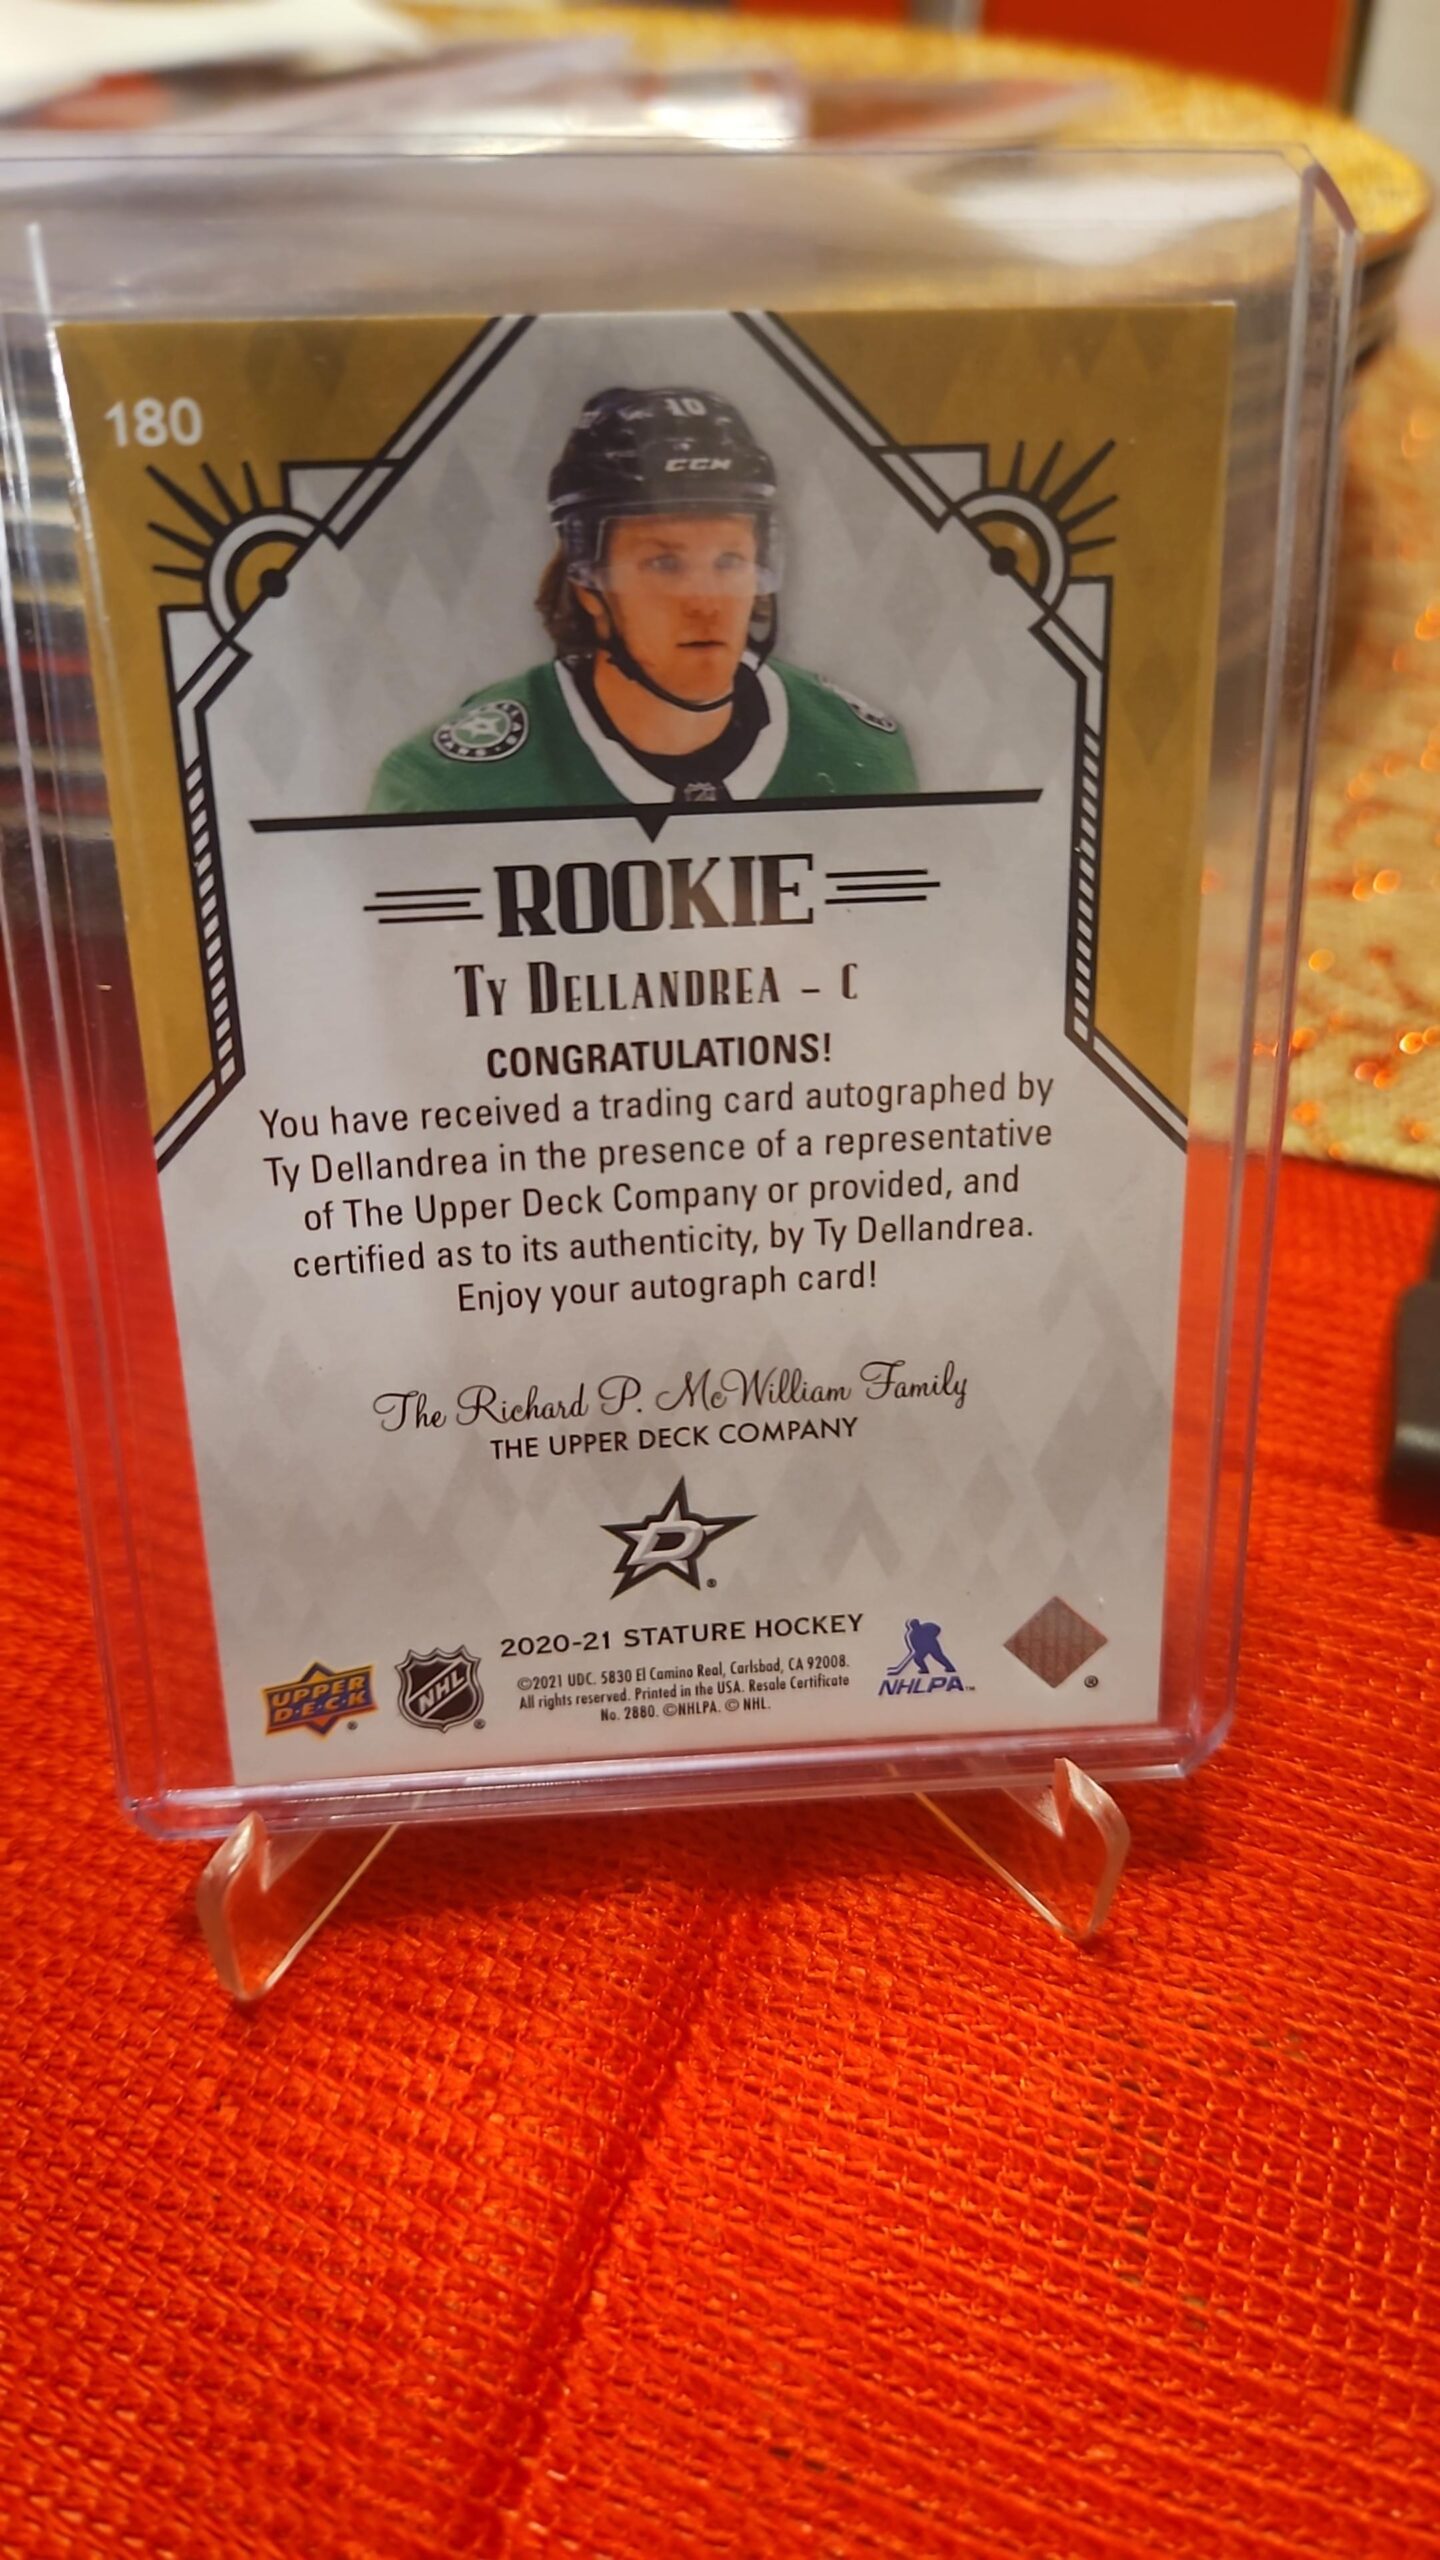 180
10
CCM
ROOKIE
TY DELLANDREA – C
CONGRATULATIONS!
You have received a trading card autographed by
Ty Dellandrea in the presence of a representative
of The Upper Deck Company or provided, and
certified as to its authenticity, by Ty Dellandrea.
Enjoy your autograph card!
The Richard P. McWilliam Family
THE UPPER DECK COMPANY
D
®
2020-21 STATURE HOCKEY
©2021 UDC. 5830 El Camino Real, Carlsbad, CA 92008.
All rights reserved. Printed in the USA. Resale Certificate
No. 2880. ©NHLPA. © NHL.
UPPER
D·E·C·K
®
NHL
®
NHLPA™
®